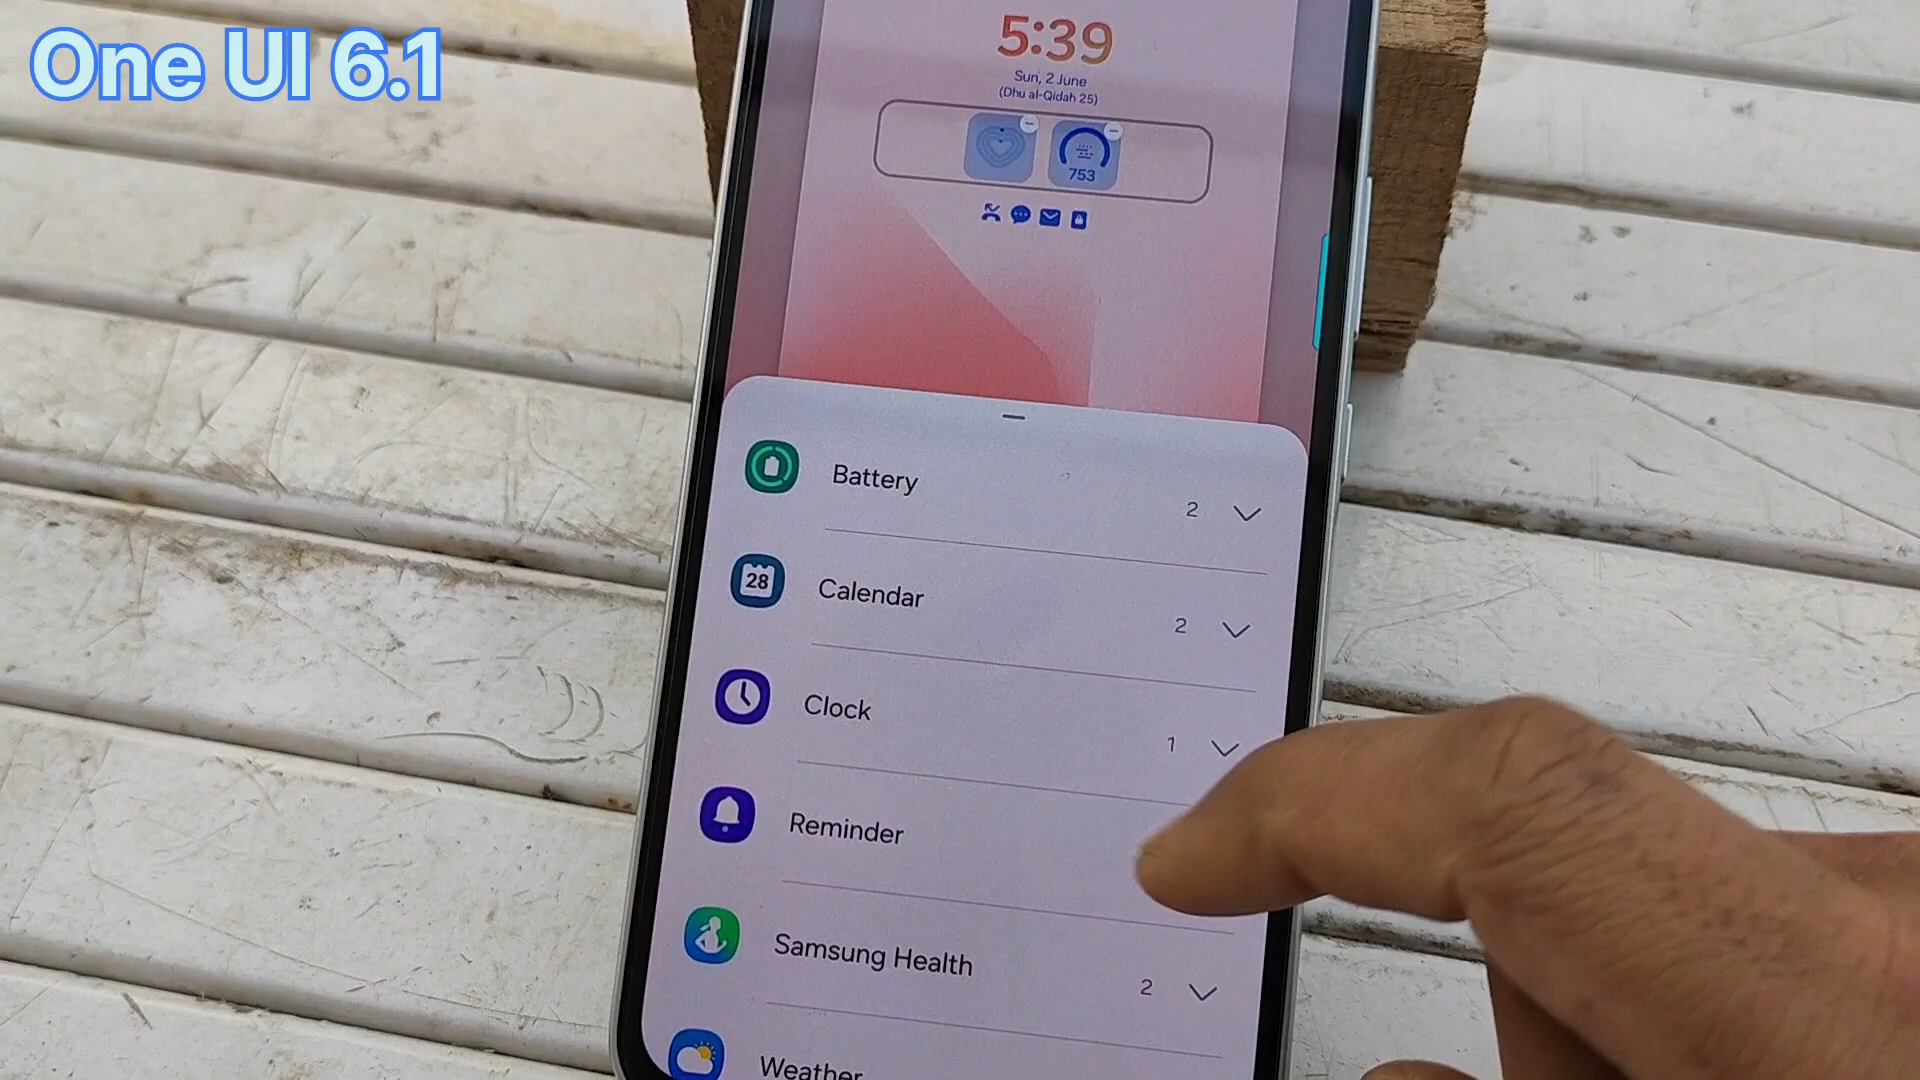 One UI 6.1
5:39
Sun, 2 June
(Dhu al-Qidah 25)
753
Battery
2
28
Calendar
2
Clock
1
Reminder
Samsung Health
2
Weather